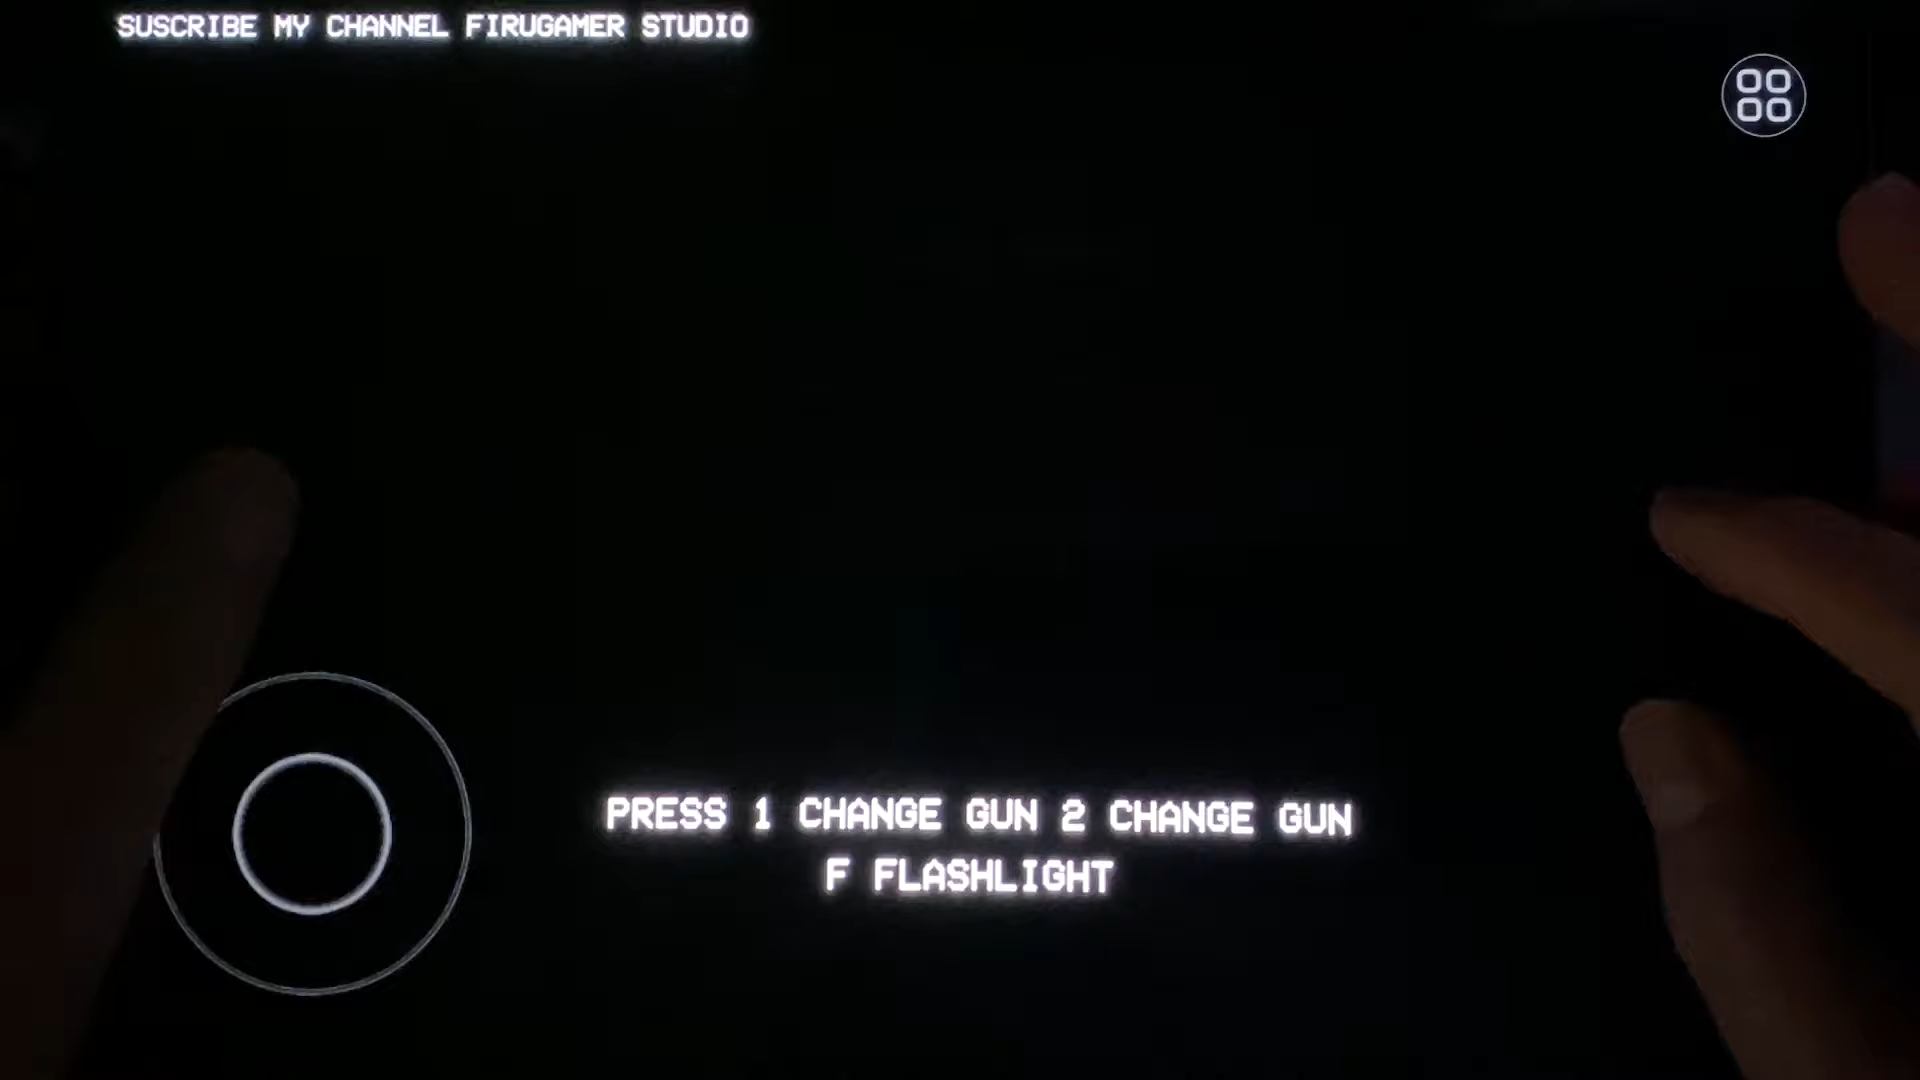 SUSCRIBE MY CHANNEL FIRUGAMER STUDIO
PRESS 1 CHANGE GUN 2 CHANGE GUN
F FLASHLIGHT